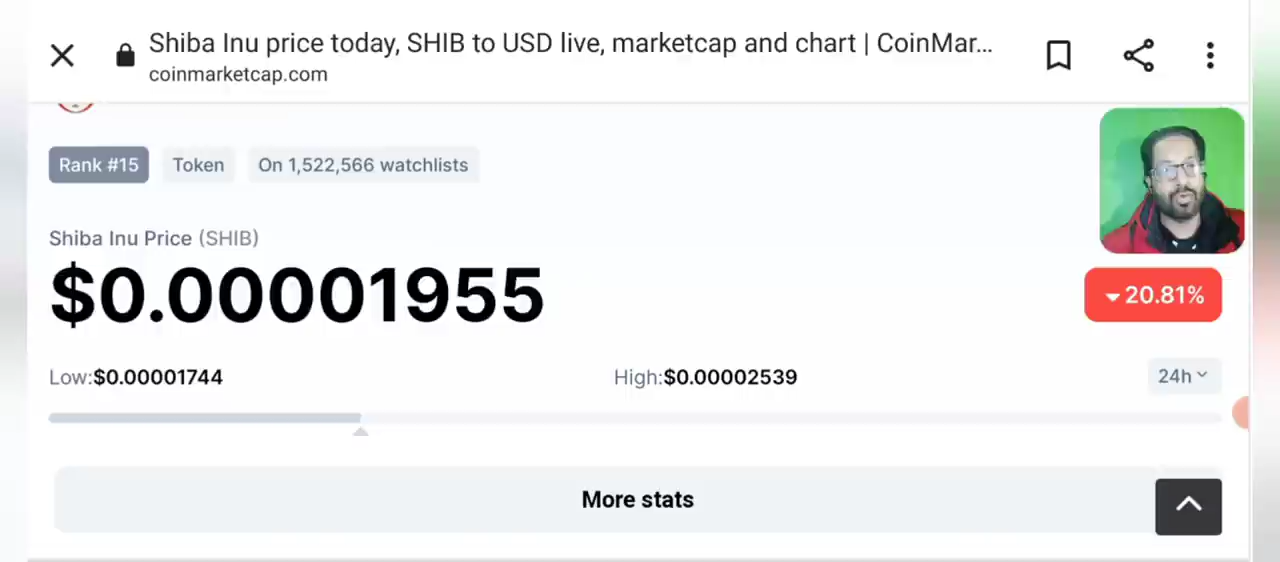 Shiba Inu price today, SHIB to USD live, marketcap and chart | CoinMar...
coinmarketcap.com
Rank #15 Token On 1,522,566 watchlists
Shiba Inu Price (SHIB)
$0.00001955 20.81%
Low:$0.00001744 High:$0.00002539 24h
More stats